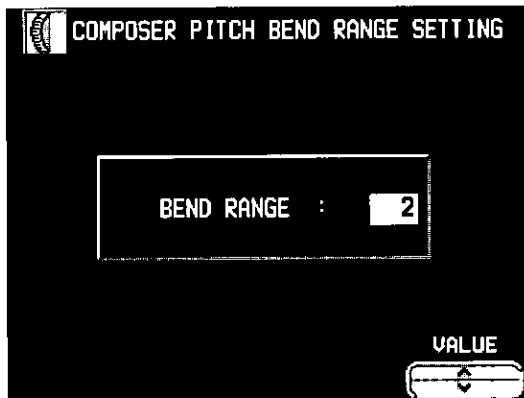 COMPOSER PITCH BEND RANGE SETTING
BEND RANGE : 2
VALUE